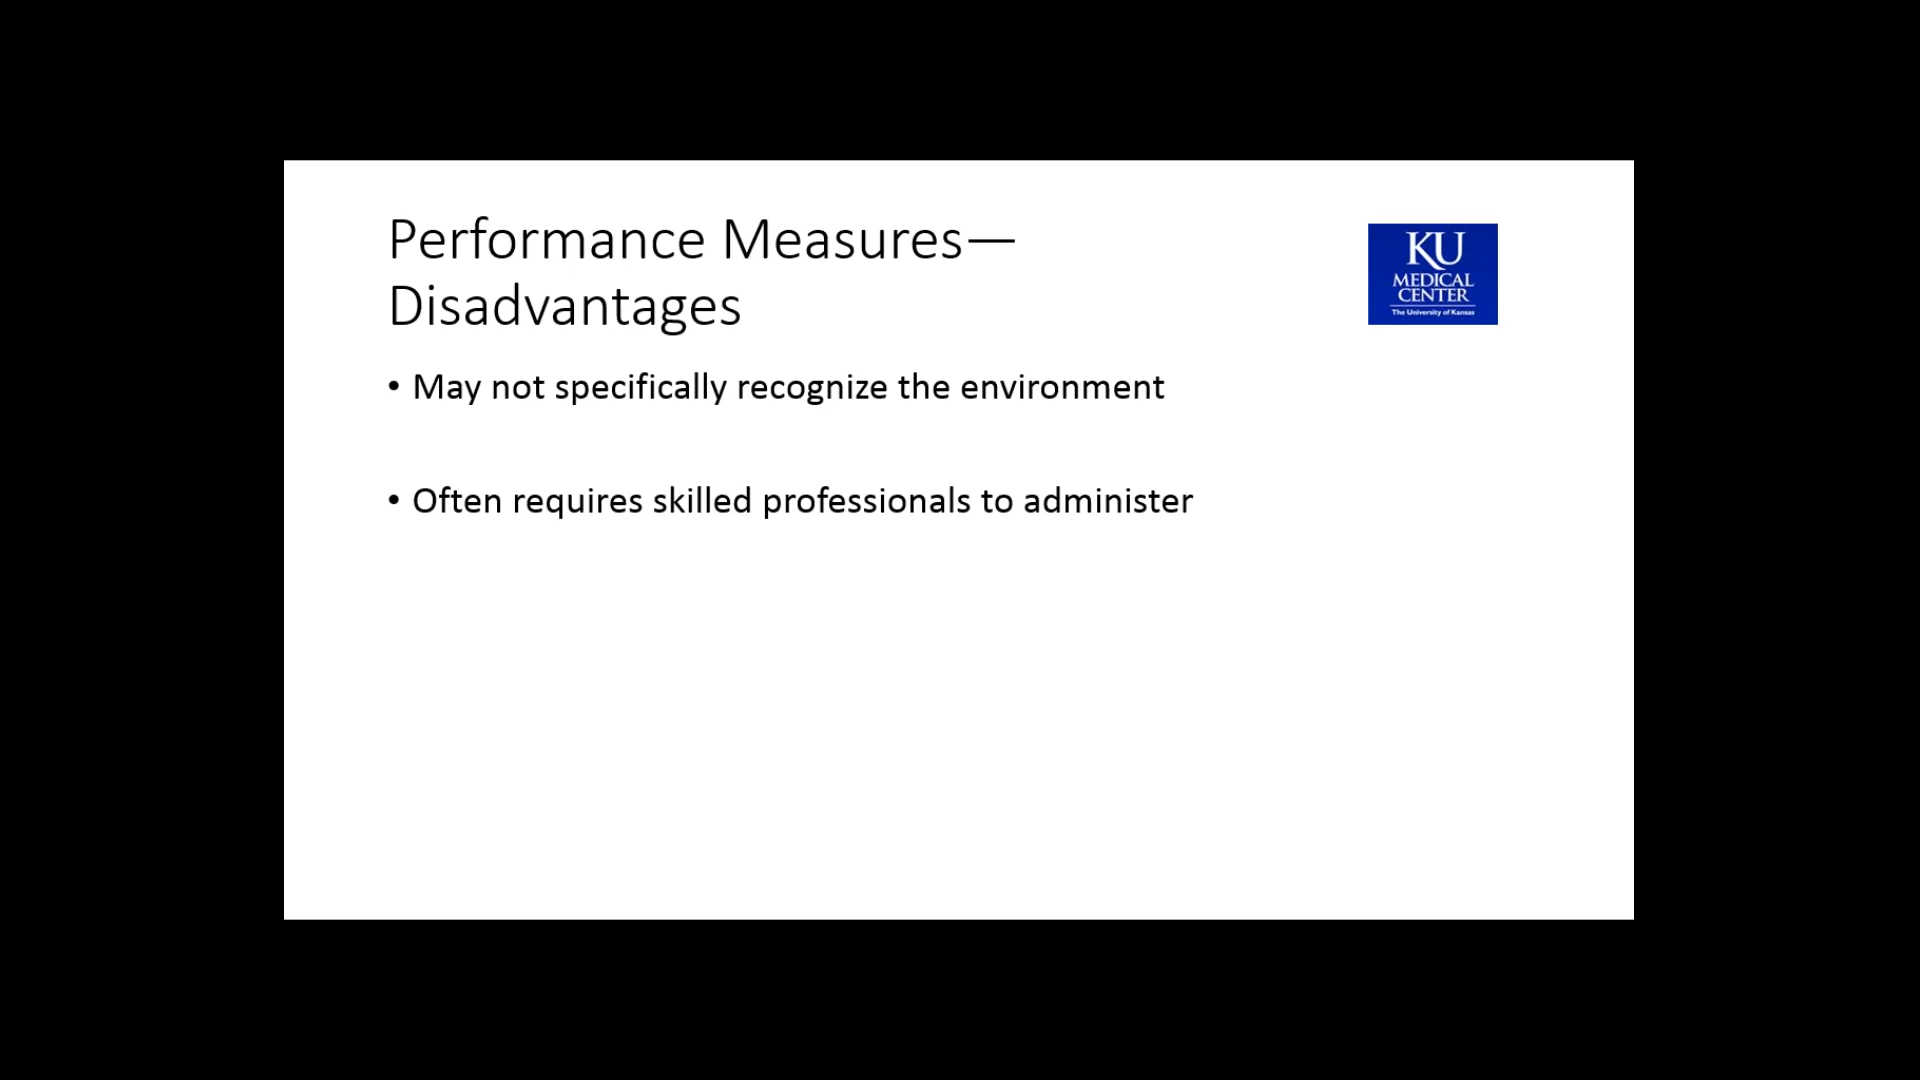 Performance Measures—
Disadvantages
KU
MEDICAL
CENTER
The University of Kansas
• May not specifically recognize the environment
• Often requires skilled professionals to administer